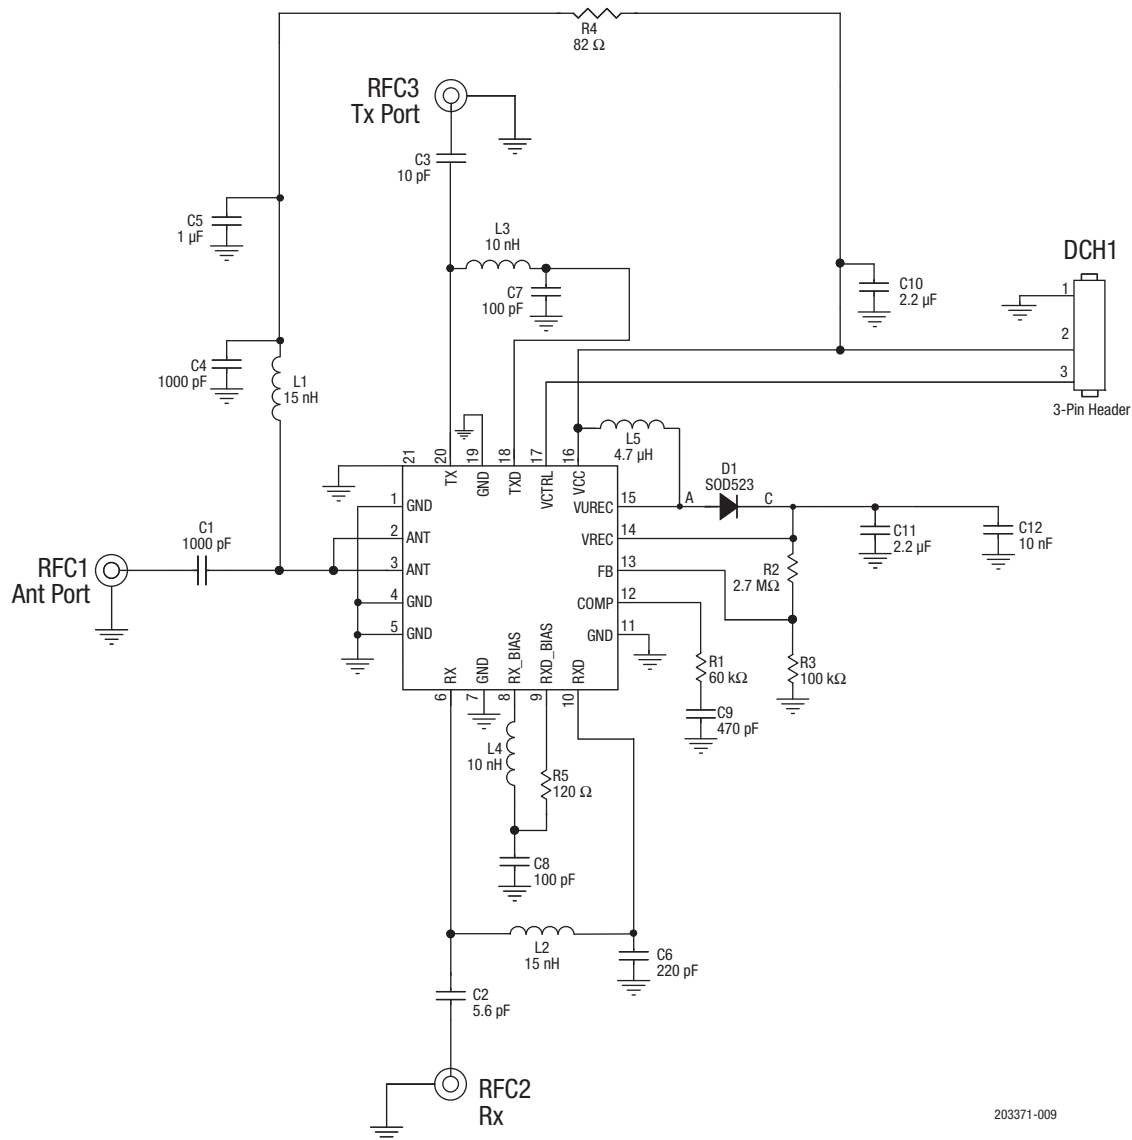 R4
82 Ω
RFC3
Tx Port
C3
10 pF
C5
1 µF
L3
10 nH
C7
100 pF
C10
2.2 µF
DCH1
1
2
3
3-Pin Header
C4
1000 pF
L1
15 nH
L5
4.7 µH
D1
SOD523
A
C
21
20
19
18
17
16
TX
GND
TXD
VCTRL
VCC
1
GND
2
ANT
3
ANT
4
GND
5
GND
VUREC
15
VREC
14
FB
13
COMP
12
GND
11
C11
2.2 µF
C12
10 nF
R2
2.7 MΩ
C1
1000 pF
RFC1
Ant Port
R1
60 kΩ
R3
100 kΩ
C9
470 pF
RX
GND
RX_BIAS
RXD_BIAS
RXD
6
7
8
9
10
L4
10 nH
R5
120 Ω
C8
100 pF
L2
15 nH
C6
220 pF
C2
5.6 pF
RFC2
Rx
203371-009